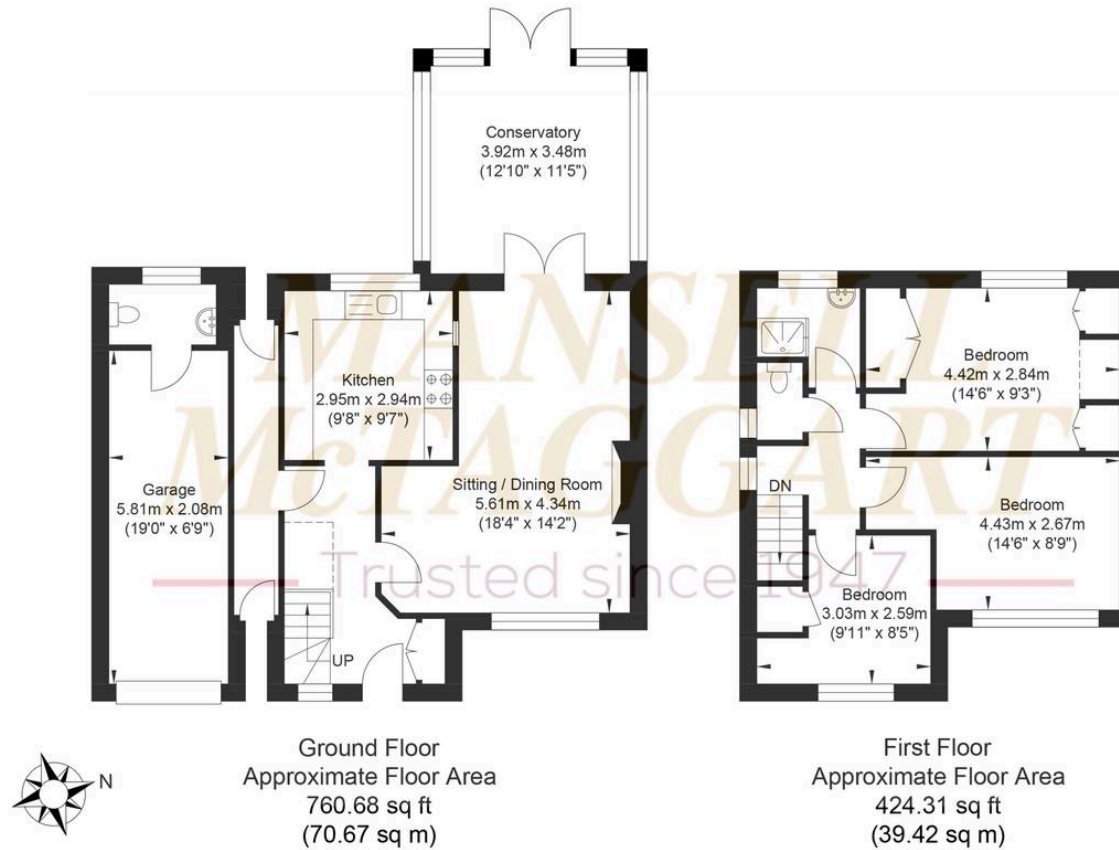 Conservatory
3.92m x 3.48m
(12'10" x 11'5")
MANSELL
McTAGGART
Trusted since 1947
Kitchen
2.95m x 2.94m
(9'8" x 9'7")
Garage
5.81m x 2.08m
(19'0" x 6'9")
Sitting / Dining Room
5.61m x 4.34m
(18'4" x 14'2")
UP
Bedroom
4.42m x 2.84m
(14'6" x 9'3")
DN
Bedroom
4.43m x 2.67m
(14'6" x 8'9")
Bedroom
3.03m x 2.59m
(9'11" x 8'5")
N
Ground Floor
Approximate Floor Area
760.68 sq ft
(70.67 sq m)
First Floor
Approximate Floor Area
424.31 sq ft
(39.42 sq m)